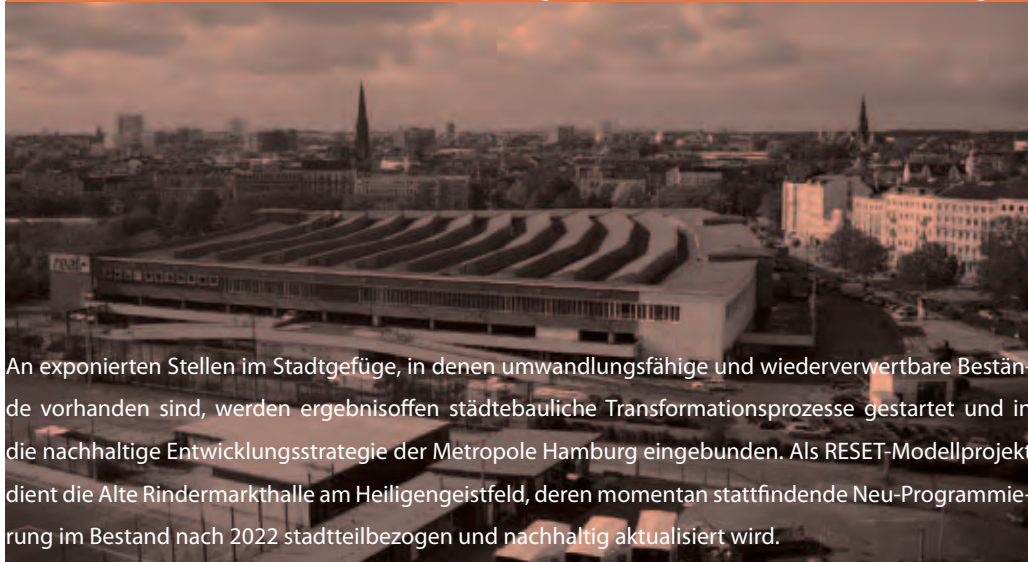 real,-
An exponierten Stellen im Stadtgefüge, in denen umwandlungsfähige und wiederverwertbare Bestän-
de vorhanden sind, werden ergebnisoffen städtebauliche Transformationsprozesse gestartet und in
die nachhaltige Entwicklungsstrategie der Metropole Hamburg eingebunden. Als RESET-Modellprojekt
dient die Alte Rindermarkthalle am Heiligengeistfeld, deren momentan stattfindende Neu-Programmie-
rung im Bestand nach 2022 stadtteilbezogen und nachhaltig aktualisiert wird.